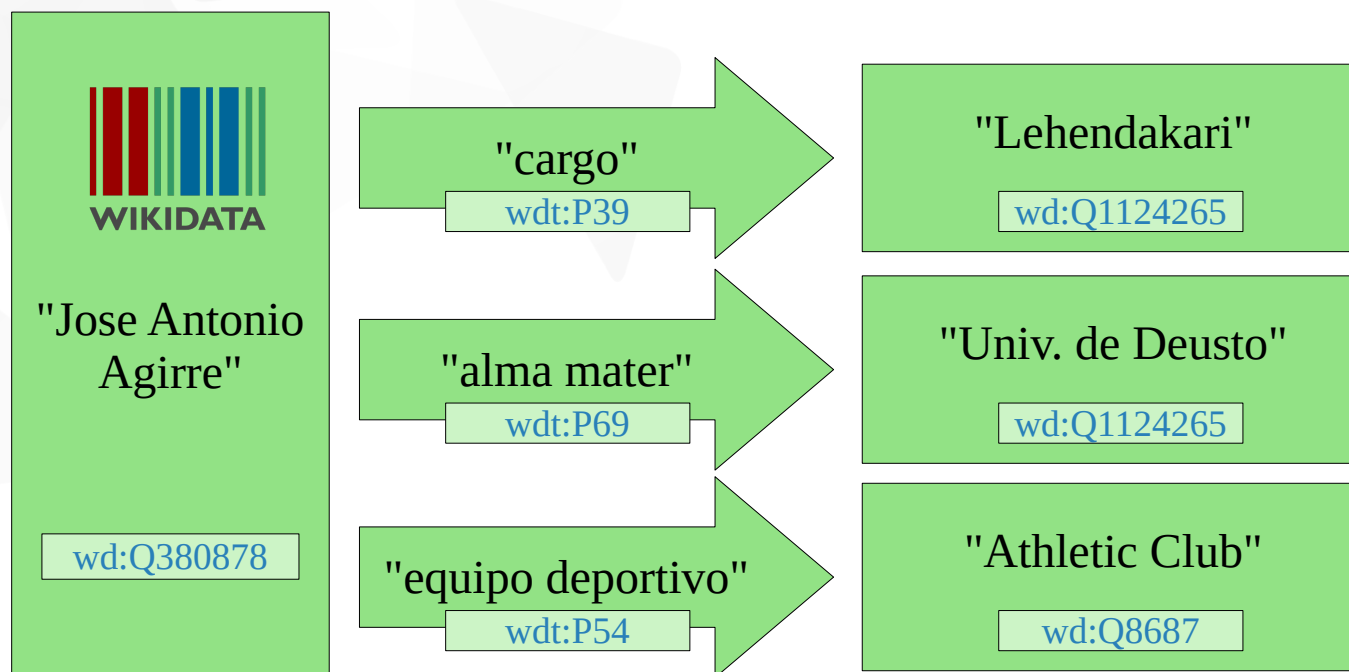 WIKIDATA
"Jose Antonio
Agirre"
wd:Q380878
"cargo"
wdt:P39
"Lehendakari"
wd:Q1124265
"alma mater"
wdt:P69
"Univ. de Deusto"
wd:Q1124265
"equipo deportivo"
wdt:P54
"Athletic Club"
wd:Q8687